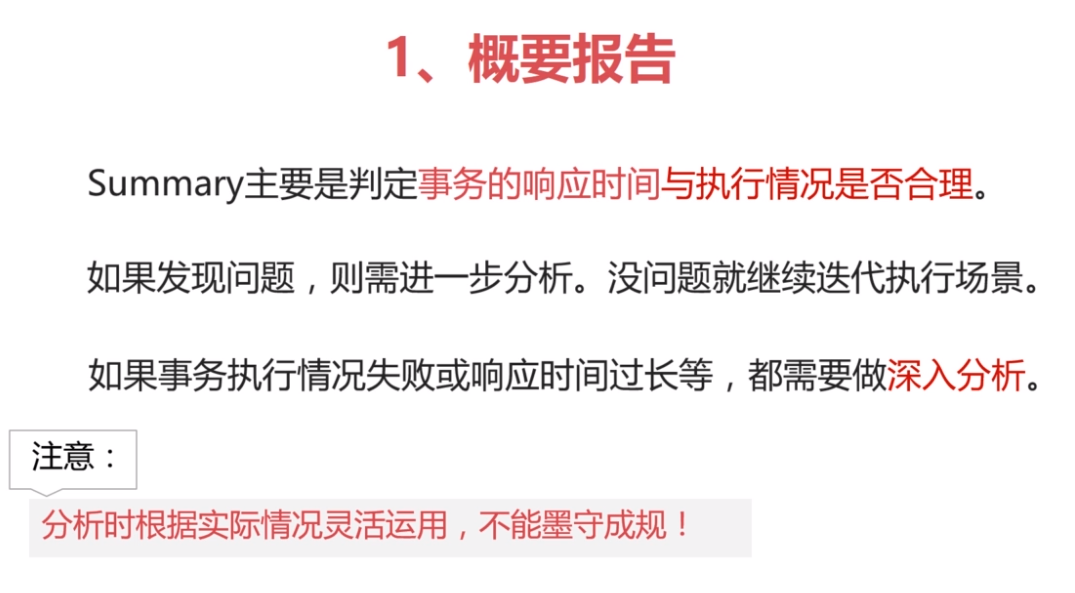 1、概要报告
Summary主要是判定事务的响应时间与执行情况是否合理。
如果发现问题，则需进一步分析。没问题就继续迭代执行场景。
如果事务执行情况失败或响应时间过长等，都需要做深入分析。
注意：
分析时根据实际情况灵活运用，不能墨守成规！